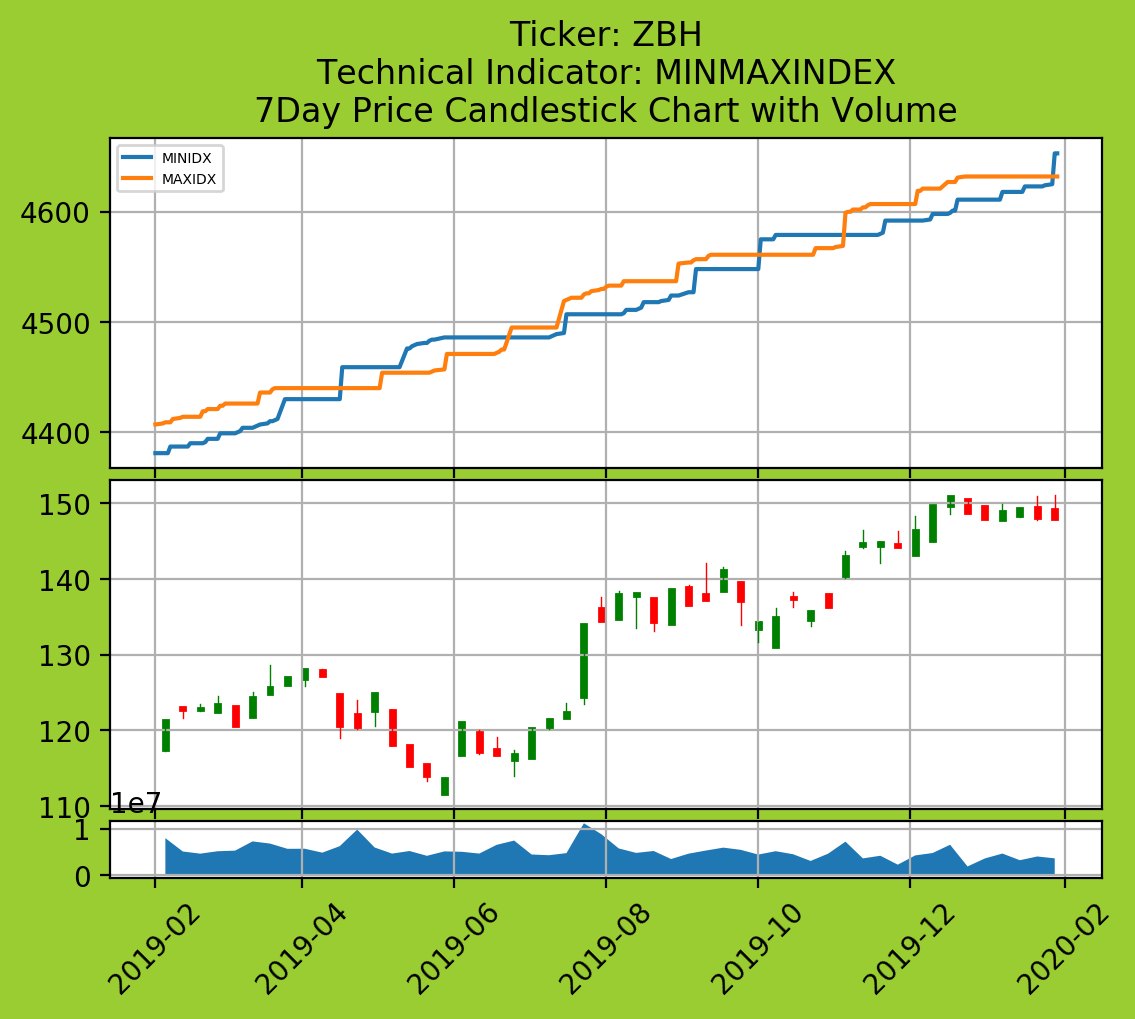 Ticker: ZBH
Technical Indicator: MINMAXINDEX
7Day Price Candlestick Chart with Volume
MINIDX
MAXIDX
4600
4500
4400
150
140
130
120
110
1e7
1
0
2019-02
2019-04
2019-06
2019-08
2019-10
2019-12
2020-02